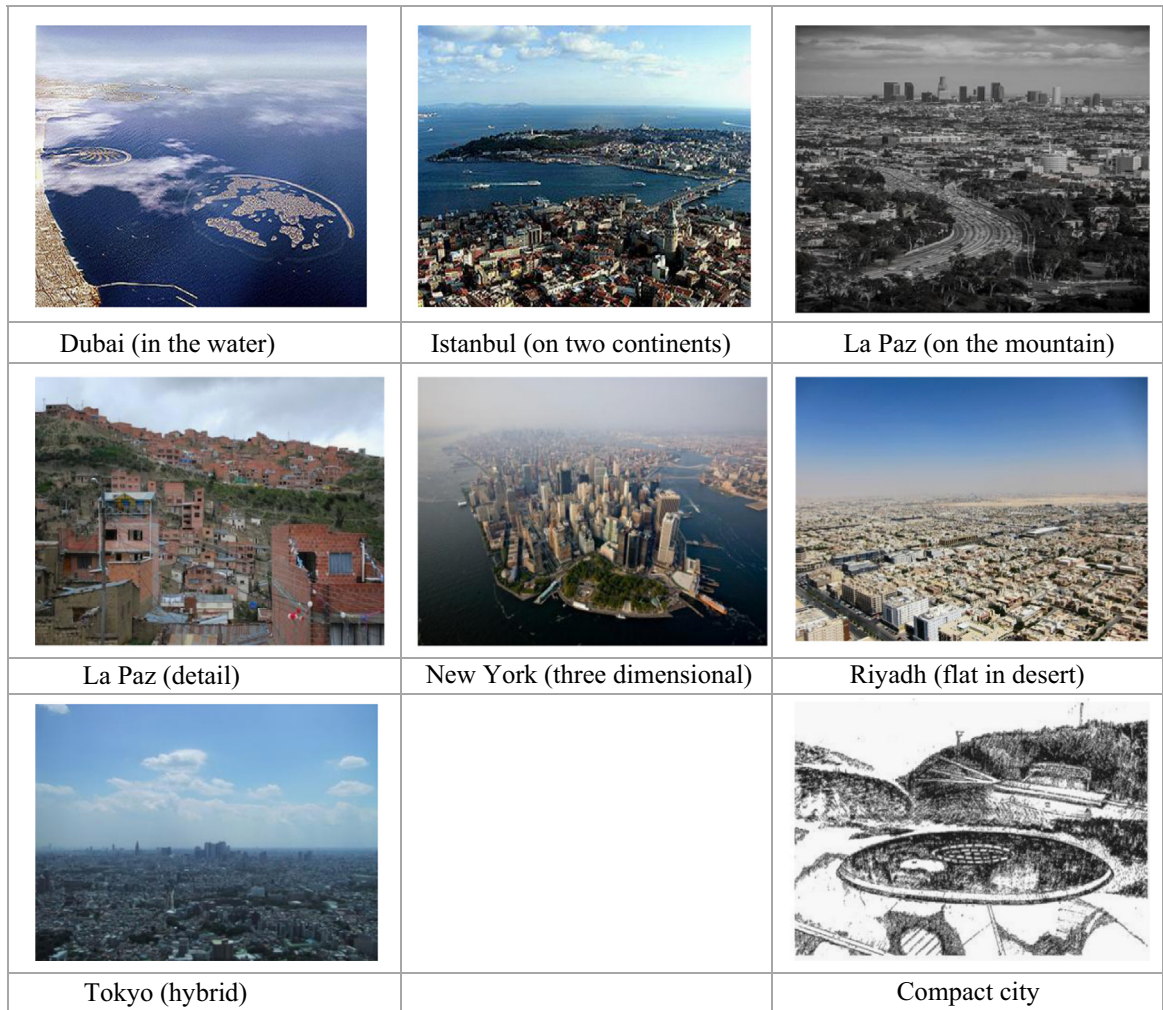 Dubai (in the water)
Istanbul (on two continents)
La Paz (on the mountain)
La Paz (detail)
New York (three dimensional)
Riyadh (flat in desert)
Tokyo (hybrid)
Compact city